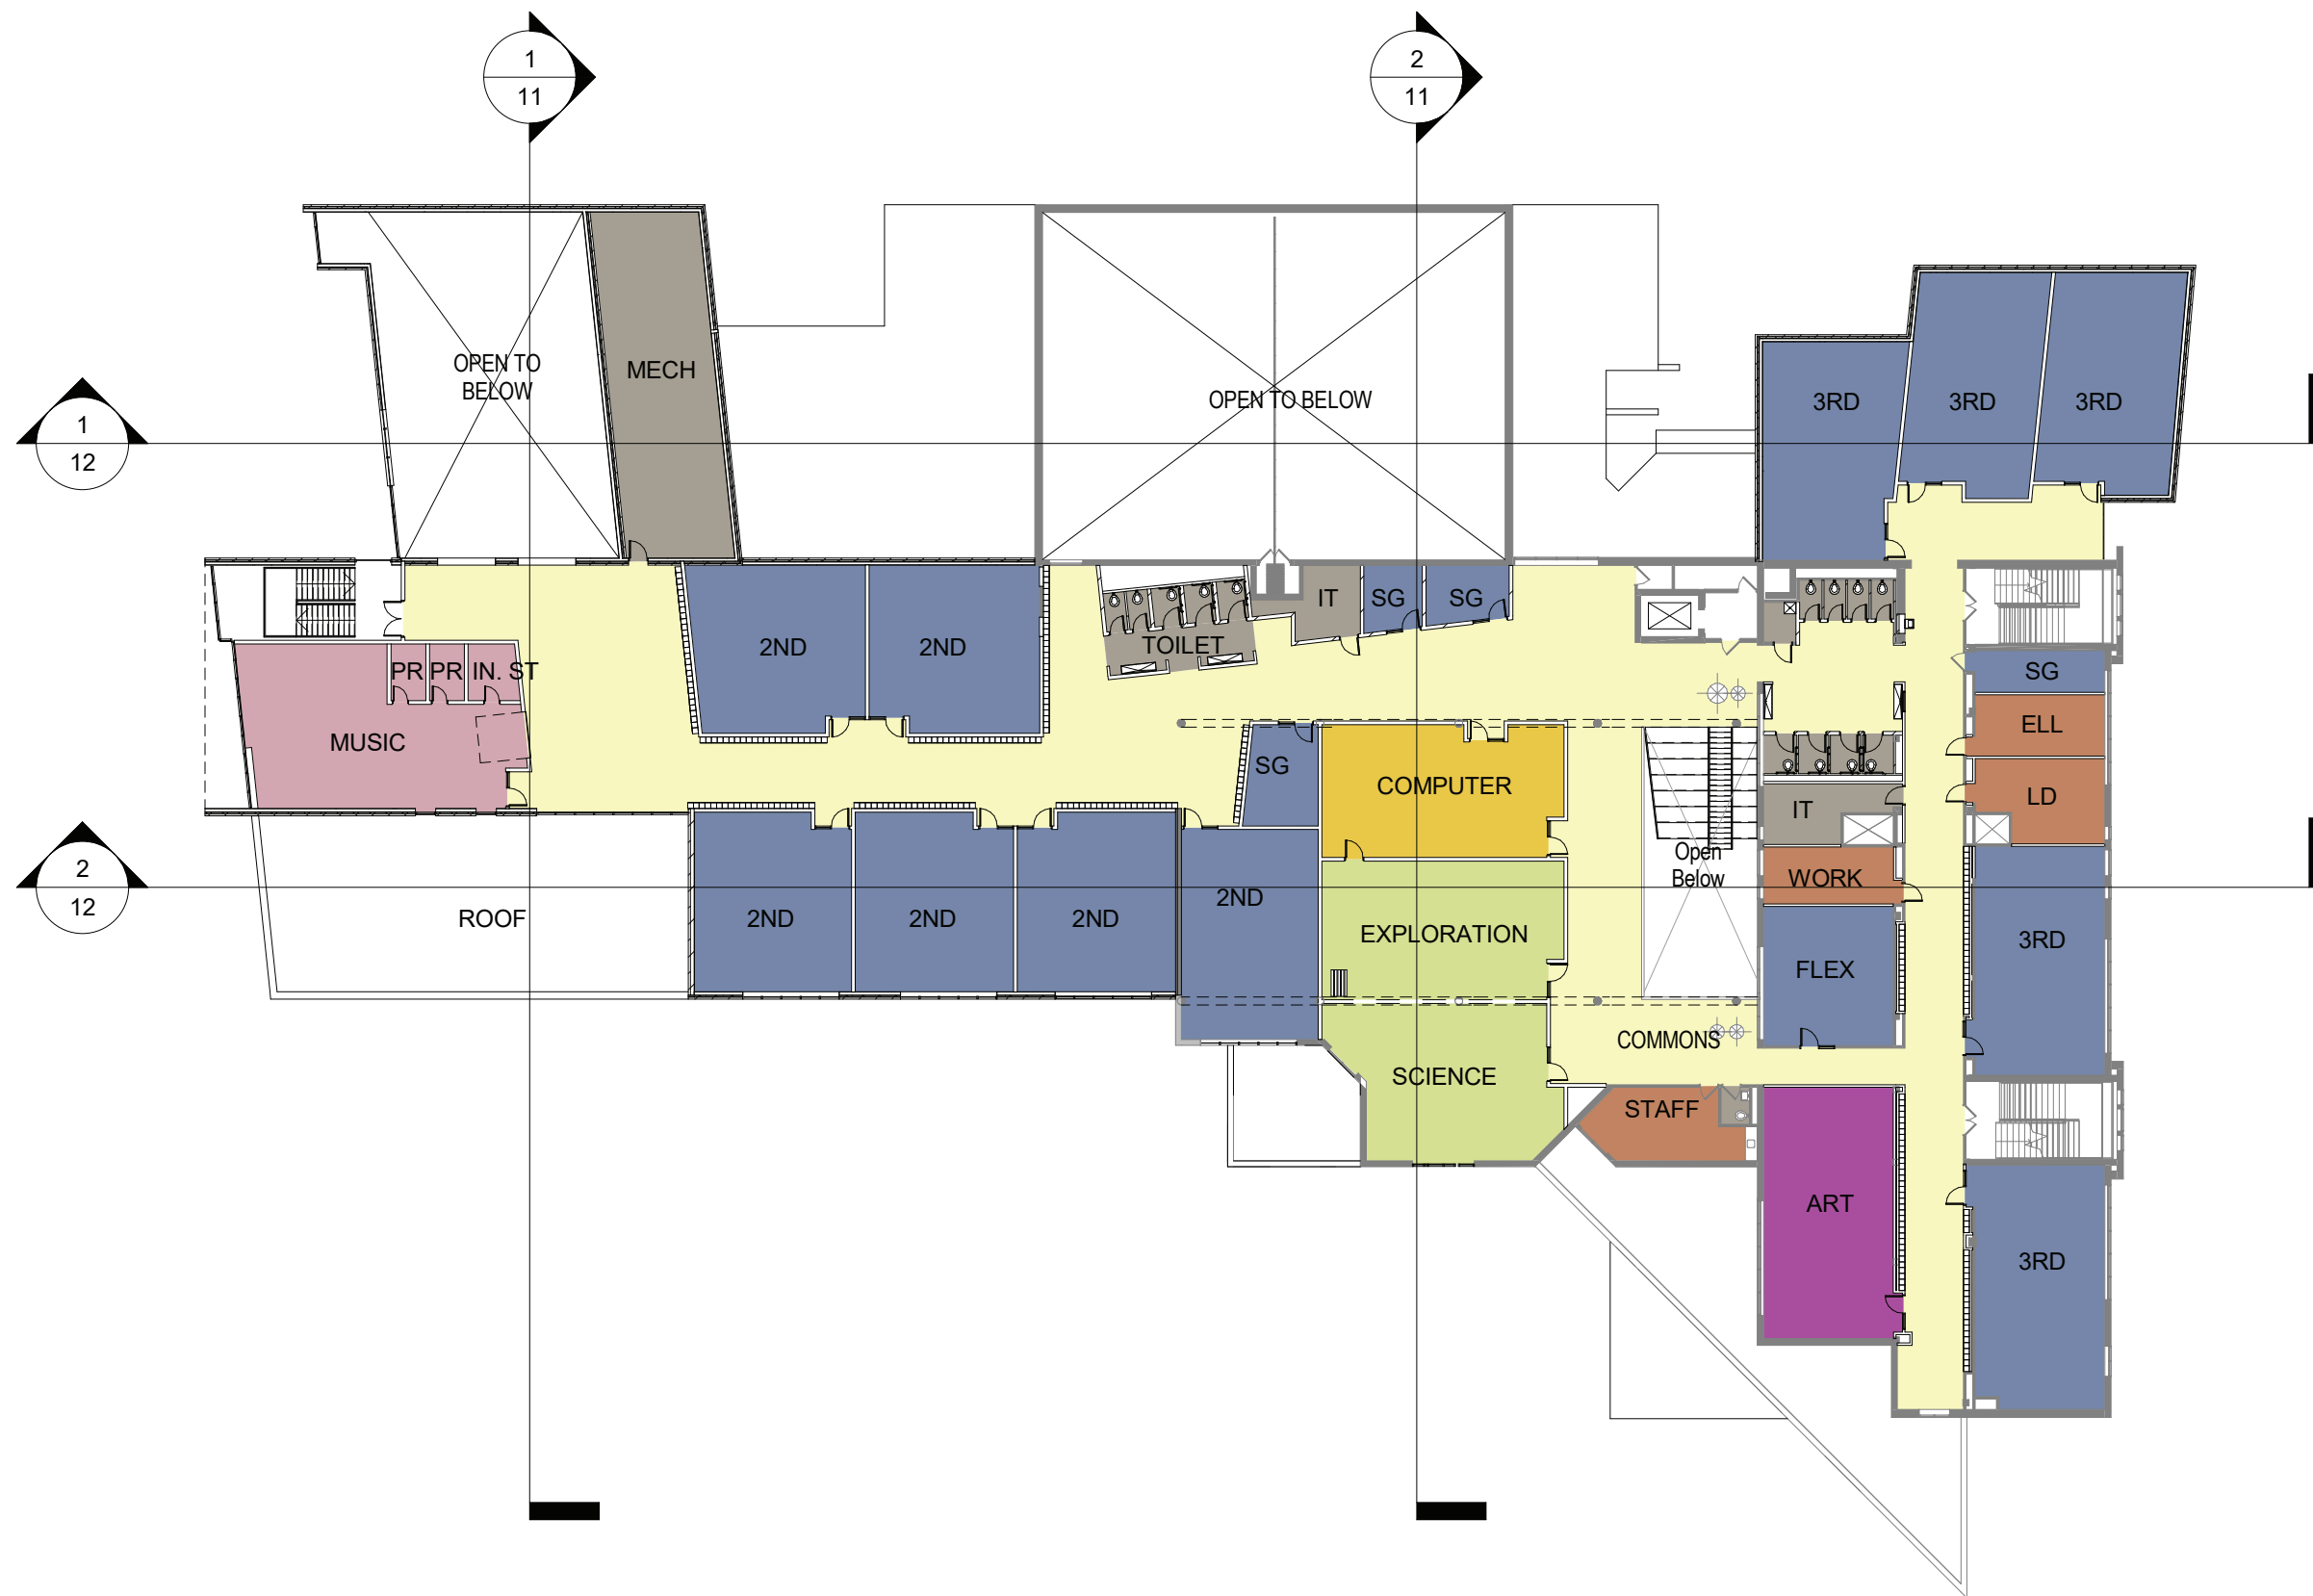 1
11
2
11
OPEN TO
BELOW
MECH
OPEN TO BELOW
3RD
3RD
3RD
1
12
IT
SG
SG
2ND
2ND
TOILET
PR
PR
IN. ST
SG
MUSIC
ELL
SG
COMPUTER
LD
IT
Open
Below
2
12
ROOF
2ND
2ND
2ND
2ND
WORK
EXPLORATION
FLEX
3RD
COMMONS
SCIENCE
STAFF
ART
3RD